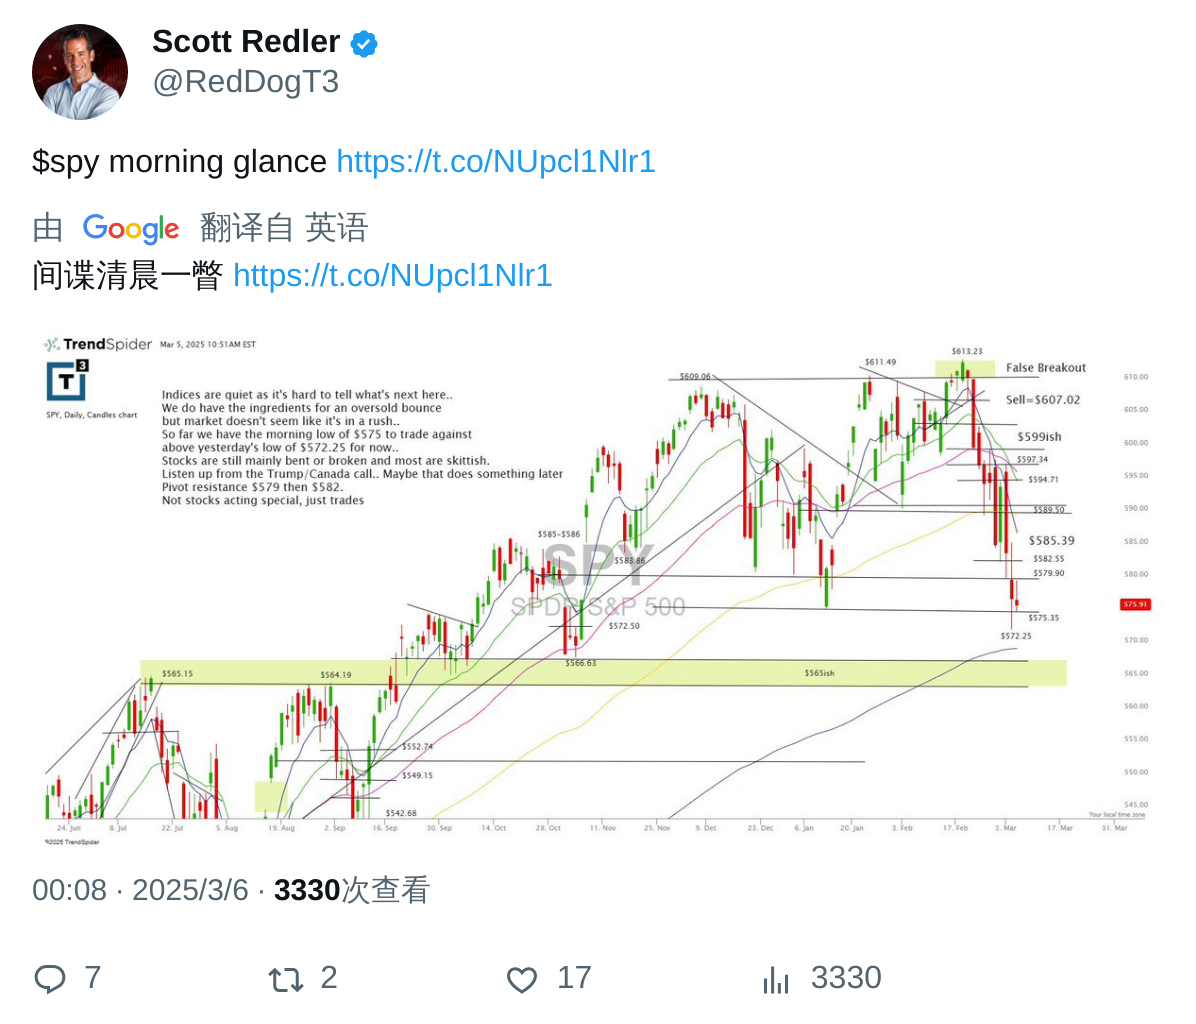 Scott Redler
@RedDogT3
$spy morning glance https://t.co/NUpcl1Nlr1
由 Google 翻译自 英语
间谍清晨一瞥 https://t.co/NUpcl1Nlr1
TrendSpider Mar 5, 2025 10:51AM EST
T3
SPY, Daily, Candles chart
Indices are quiet as it's hard to tell what's next here..
We do have the ingredients for an oversold bounce
but market doesn't seem like it's in a rush..
So far we have the morning low of $575 to trade against
above yesterday's low of $572.25 for now..
Stocks are still mainly bent or broken and most are skittish.
Listen up from the Trump/Canada call.. Maybe that does something later
Pivot resistance $579 then $582.
Not stocks acting special, just trades
SPY
SPDR S&P 500
$613.23
$611.49
$609.06
False Breakout
Sell=$607.02
$599ish
$597.34
$594.71
$589.50
$585.39
$582.55
$579.90
$575.35
$572.25
$585-$586
$583.86
$572.50
$566.63
$565ish
$565.15
$564.19
$552.74
$549.15
$542.68
610.00
605.00
600.00
595.00
590.00
585.00
580.00
575.91
570.00
565.00
560.00
555.00
550.00
545.00
Your local time zone
24. Jun 8. Jul 22. Jul 5. Aug 19. Aug 2. Sep 16. Sep 30. Sep 14. Oct 28. Oct 11. Nov 25. Nov 9. Dec 23. Dec 6. Jan 20. Jan 3. Feb 17. Feb 3. Mar 17. Mar 31. Mar
©2025 TrendSpider
00:08 · 2025/3/6 · 3330次查看
7 2 17 3330